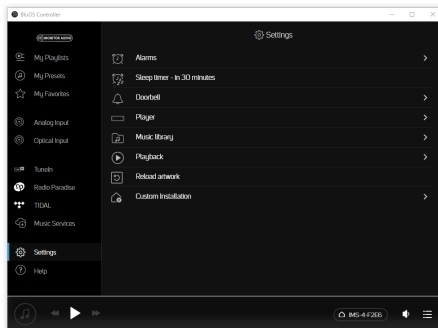 BluOS Controller
MONITOR AUDIO
Settings
My Playlists
My Presets
My Favorites
Analog Input
Optical Input
TuneIn
Radio Paradise
TIDAL
Music Services
Settings
Help
Alarms
Sleep timer - in 30 minutes
Doorbell
Player
Music library
Playback
Reload artwork
Custom Installation
IMS-4-F2E6